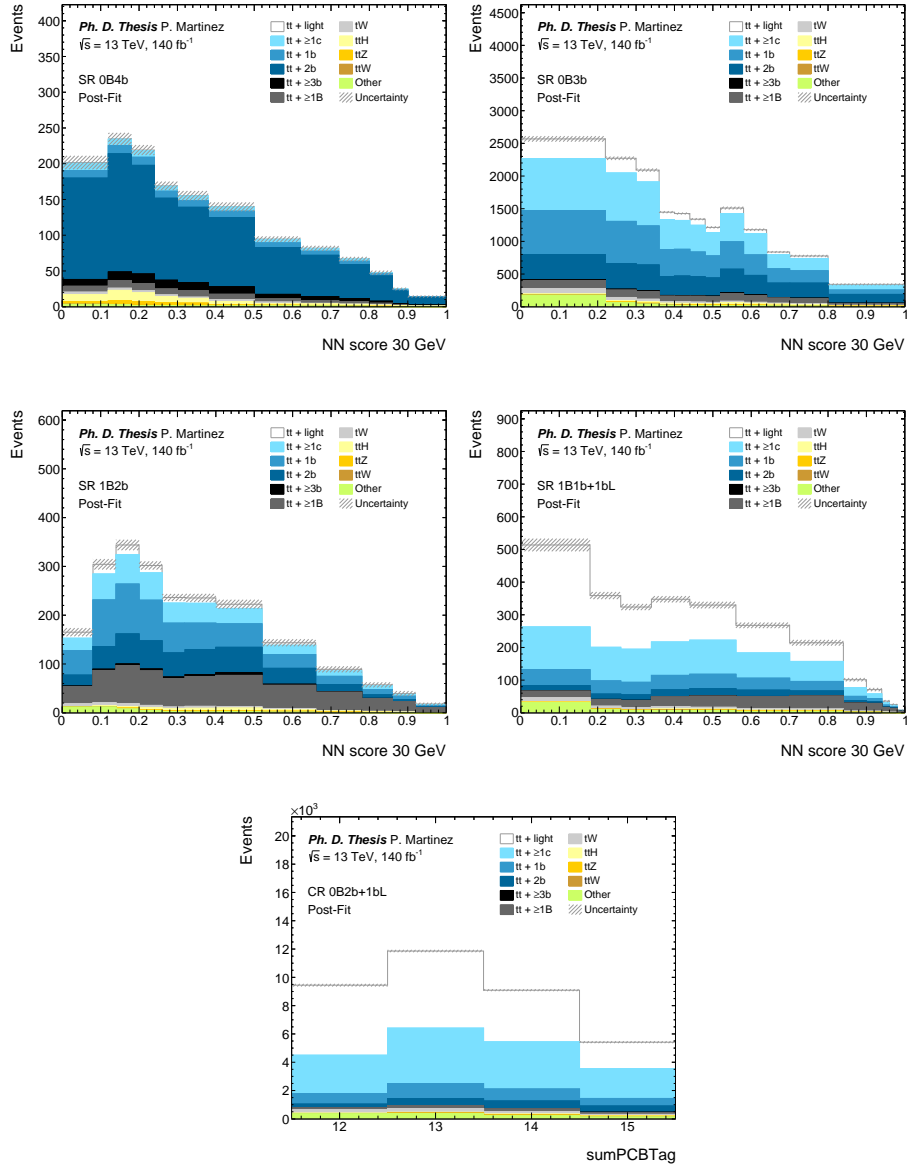 Events
400
350
300
250
200
150
100
50
0
Ph. D. Thesis P. Martinez
√s = 13 TeV, 140 fb-1
SR 0B4b
Post-Fit
tt + light
tt + ≥1c
tt + 1b
tt + 2b
tt + ≥3b
tt + ≥1B
tW
ttH
ttZ
ttW
Other
Uncertainty
0 0.1 0.2 0.3 0.4 0.5 0.6 0.7 0.8 0.9 1
NN score 30 GeV
Events
4500
4000
3500
3000
2500
2000
1500
1000
500
0
Ph. D. Thesis P. Martinez
√s = 13 TeV, 140 fb-1
SR 0B3b
Post-Fit
tt + light
tt + ≥1c
tt + 1b
tt + 2b
tt + ≥3b
tt + ≥1B
tW
ttH
ttZ
ttW
Other
Uncertainty
0 0.1 0.2 0.3 0.4 0.5 0.6 0.7 0.8 0.9 1
NN score 30 GeV
Events
600
500
400
300
200
100
0
Ph. D. Thesis P. Martinez
√s = 13 TeV, 140 fb-1
SR 1B2b
Post-Fit
tt + light
tt + ≥1c
tt + 1b
tt + 2b
tt + ≥3b
tt + ≥1B
tW
ttH
ttZ
ttW
Other
Uncertainty
0 0.1 0.2 0.3 0.4 0.5 0.6 0.7 0.8 0.9 1
NN score 30 GeV
Events
900
800
700
600
500
400
300
200
100
0
Ph. D. Thesis P. Martinez
√s = 13 TeV, 140 fb-1
SR 1B1b+1bL
Post-Fit
tt + light
tt + ≥1c
tt + 1b
tt + 2b
tt + ≥3b
tt + ≥1B
tW
ttH
ttZ
ttW
Other
Uncertainty
0 0.1 0.2 0.3 0.4 0.5 0.6 0.7 0.8 0.9 1
NN score 30 GeV
Events
×103
20
18
16
14
12
10
8
6
4
2
0
Ph. D. Thesis P. Martinez
√s = 13 TeV, 140 fb-1
CR 0B2b+1bL
Post-Fit
tt + light
tt + ≥1c
tt + 1b
tt + 2b
tt + ≥3b
tt + ≥1B
tW
ttH
ttZ
ttW
Other
Uncertainty
12 13 14 15
sumPCBTag